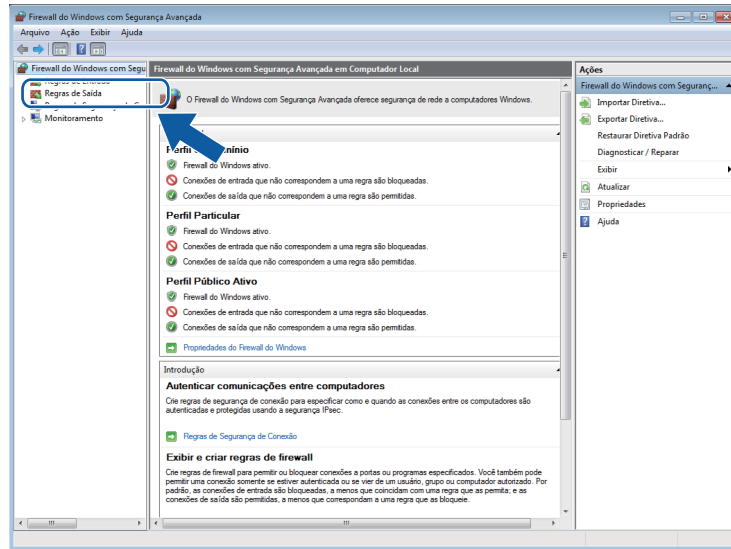 Firewall do Windows com Segurança Avançada
Arquivo Ação Exibir Ajuda
Firewall do Windows com Segu
Regras de Saída
Monitoramento
Firewall do Windows com Segurança Avançada em Computador Local
O Firewall do Windows com Segurança Avançada oferece segurança de rede a computadores Windows.
Firewall do Windows ativo.
Conexões de entrada que não correspondem a uma regra são bloqueadas.
Conexões de saída que não correspondem a uma regra são permitidas.
Perfil Particular
Firewall do Windows ativo.
Conexões de entrada que não correspondem a uma regra são bloqueadas.
Conexões de saída que não correspondem a uma regra são permitidas.
Perfil Público Ativo
Firewall do Windows ativo.
Conexões de entrada que não correspondem a uma regra são bloqueadas.
Conexões de saída que não correspondem a uma regra são permitidas.
Propriedades do Firewall do Windows
Introdução
Autenticar comunicações entre computadores
Crie regras de segurança de conexão para especificar como e quando as conexões entre os computadores são
autenticadas e protegidas usando a segurança IPsec.
Regras de Segurança de Conexão
Exibir e criar regras de firewall
Crie regras de firewall para permitir ou bloquear conexões a portas ou programas especificados. Você também pode
permitir uma conexão somente se estiver autenticada ou se vier de um usuário, grupo ou computador autorizado. Por
padrão, as conexões de entrada são bloqueadas, a menos que coincidam com uma regra que as permita; e as
conexões de saída são permitidas, a menos que correspondam a uma regra que as bloqueie.
Ações
Firewall do Windows com Seguranç...
Importar Diretiva...
Exportar Diretiva...
Restaurar Diretiva Padrão
Diagnosticar / Reparar
Exibir
Atualizar
Propriedades
Ajuda